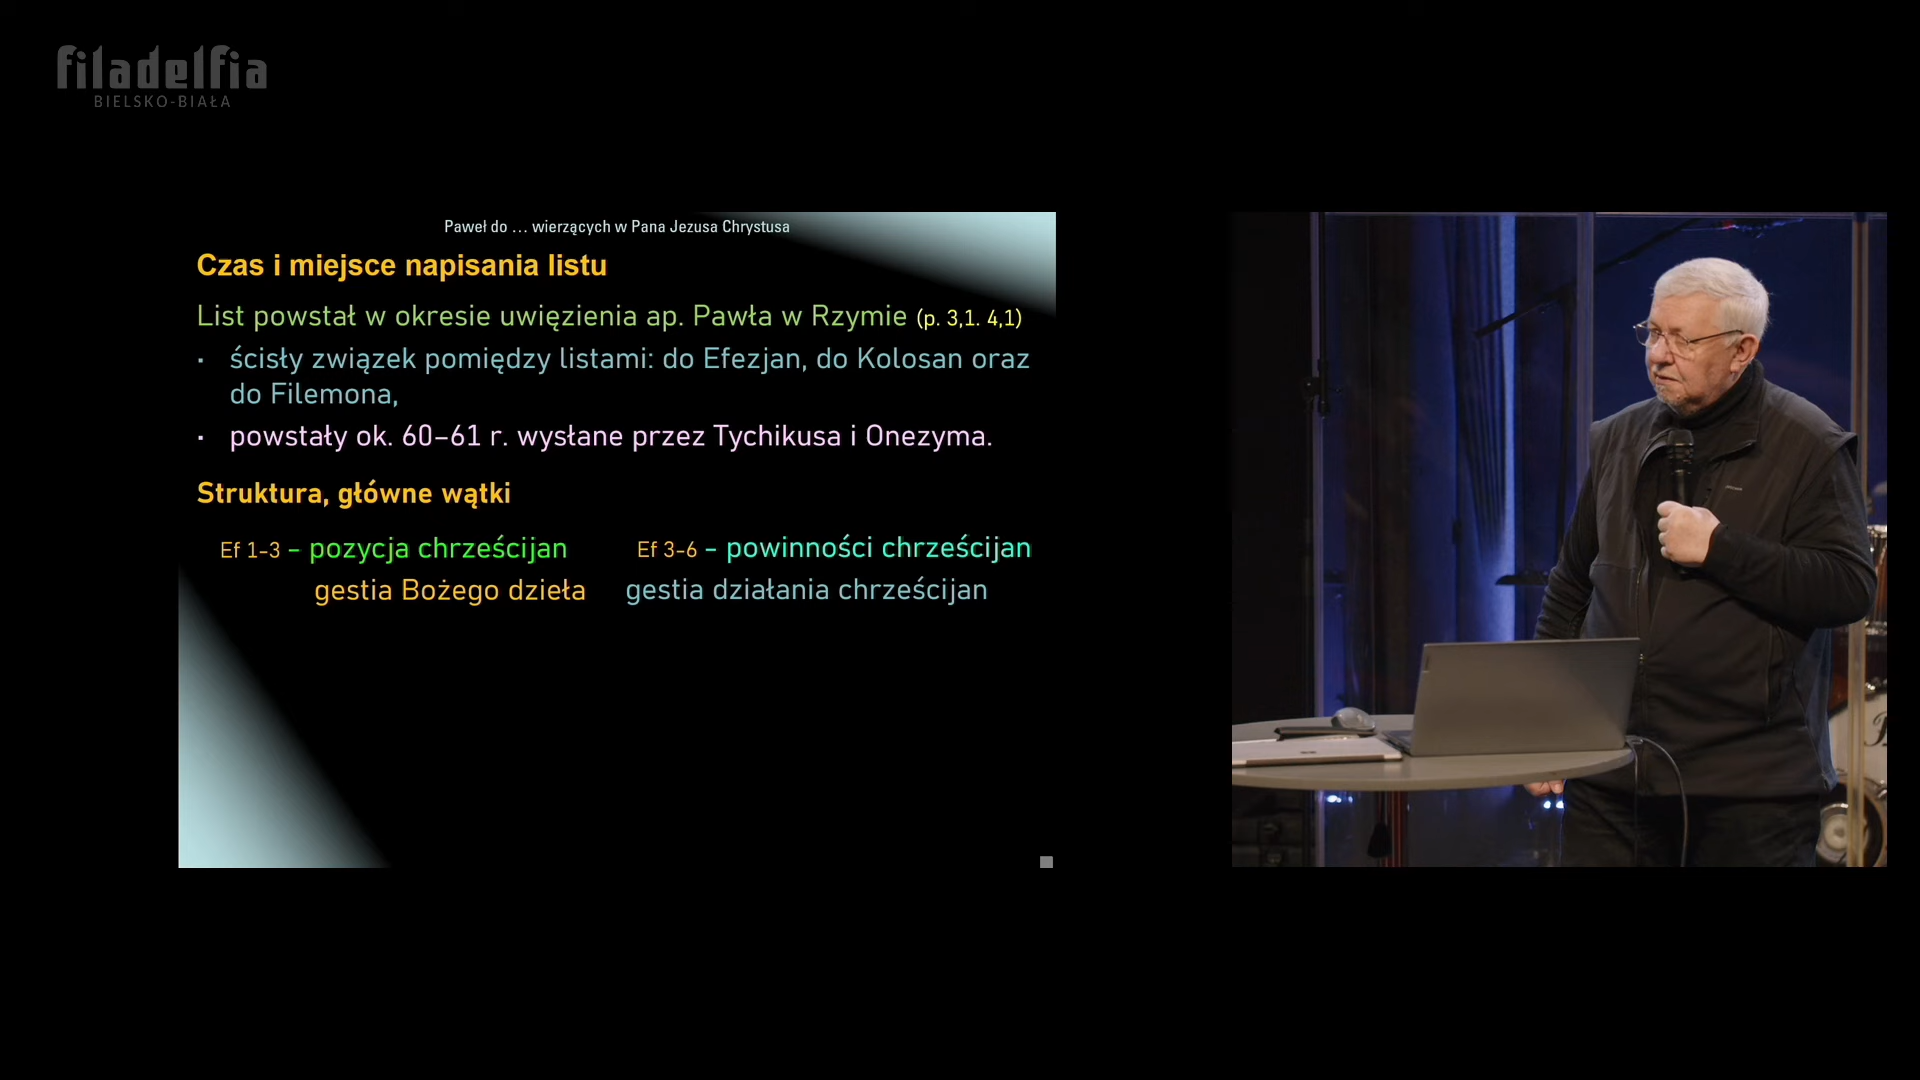 filadelfia
BIELSKO-BIAŁA
Paweł do ... wierzących w Pana Jezusa Chrystusa
Czas i miejsce napisania listu
List powstał w okresie uwięzienia ap. Pawła w Rzymie (p. 3,1. 4,1)
· ścisły związek pomiędzy listami: do Efezjan, do Kolosan oraz
do Filemona,
· powstały ok. 60–61 r. wysłane przez Tychikusa i Onezyma.
Struktura, główne wątki
Ef 1-3 – pozycja chrześcijan Ef 3-6 – powinności chrześcijan
gestia Bożego dzieła gestia działania chrześcijan